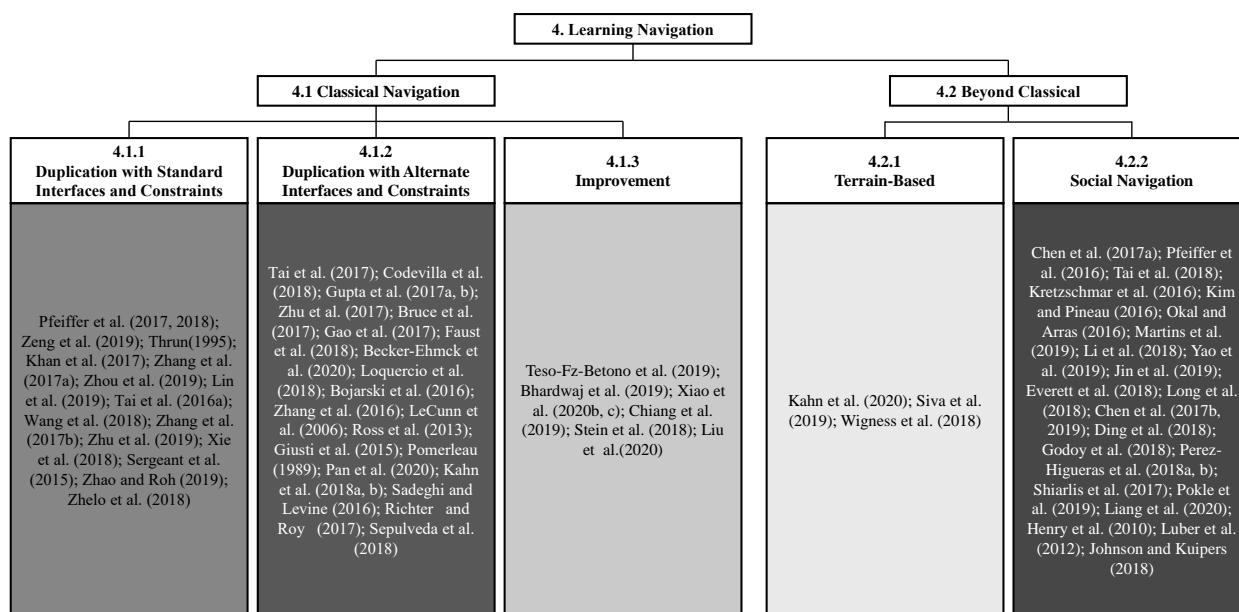 4. Learning Navigation
4.1 Classical Navigation
4.2 Beyond Classical
4.1.1
Duplication with Standard
Interfaces and Constraints
4.1.2
Duplication with Alternate
Interfaces and Constraints
4.1.3
Improvement
4.2.1
Terrain-Based
4.2.2
Social Navigation
Pfeiffer et al. (2017, 2018);
Zeng et al. (2019); Thrun(1995);
Khan et al. (2017); Zhang et al.
(2017a); Zhou et al. (2019); Lin
et al. (2019); Tai et al. (2016a);
Wang et al. (2018); Zhang et al.
(2017b); Zhu et al. (2019); Xie
et al. (2018); Sergeant et al.
(2015); Zhao and Roh (2019);
Zhelo et al. (2018)
Tai et al. (2017); Codevilla et al.
(2018); Gupta et al. (2017a, b);
Zhu et al. (2017); Bruce et al.
(2017); Gao et al. (2017); Faust
et al. (2018); Becker-Ehmck et
al. (2020); Loquercio et al.
(2018); Bojarski et al. (2016);
Zhang et al. (2016); LeCunn et
al. (2006); Ross et al. (2013);
Giusti et al. (2015); Pomerleau
(1989); Pan et al. (2020); Kahn
et al. (2018a, b); Sadeghi and
Levine (2016); Richter and
Roy (2017); Sepulveda et al.
(2018)
Teso-Fz-Betono et al. (2019);
Bhardwaj et al. (2019); Xiao et
al. (2020b, c); Chiang et al.
(2019); Stein et al. (2018); Liu
et al.(2020)
Kahn et al. (2020); Siva et al.
(2019); Wigness et al. (2018)
Chen et al. (2017a); Pfeiffer et
al. (2016); Tai et al. (2018);
Kretzschmar et al. (2016); Kim
and Pineau (2016); Okal and
Arras (2016); Martins et al.
(2019); Li et al. (2018); Yao et
al. (2019); Jin et al. (2019);
Everett et al. (2018); Long et al.
(2018); Chen et al. (2017b,
2019); Ding et al. (2018);
Godoy et al. (2018); Perez-
Higueras et al. (2018a, b);
Shiarlis et al. (2017); Pokle et
al. (2019); Liang et al. (2020);
Henry et al. (2010); Luber et al.
(2012); Johnson and Kuipers
(2018)